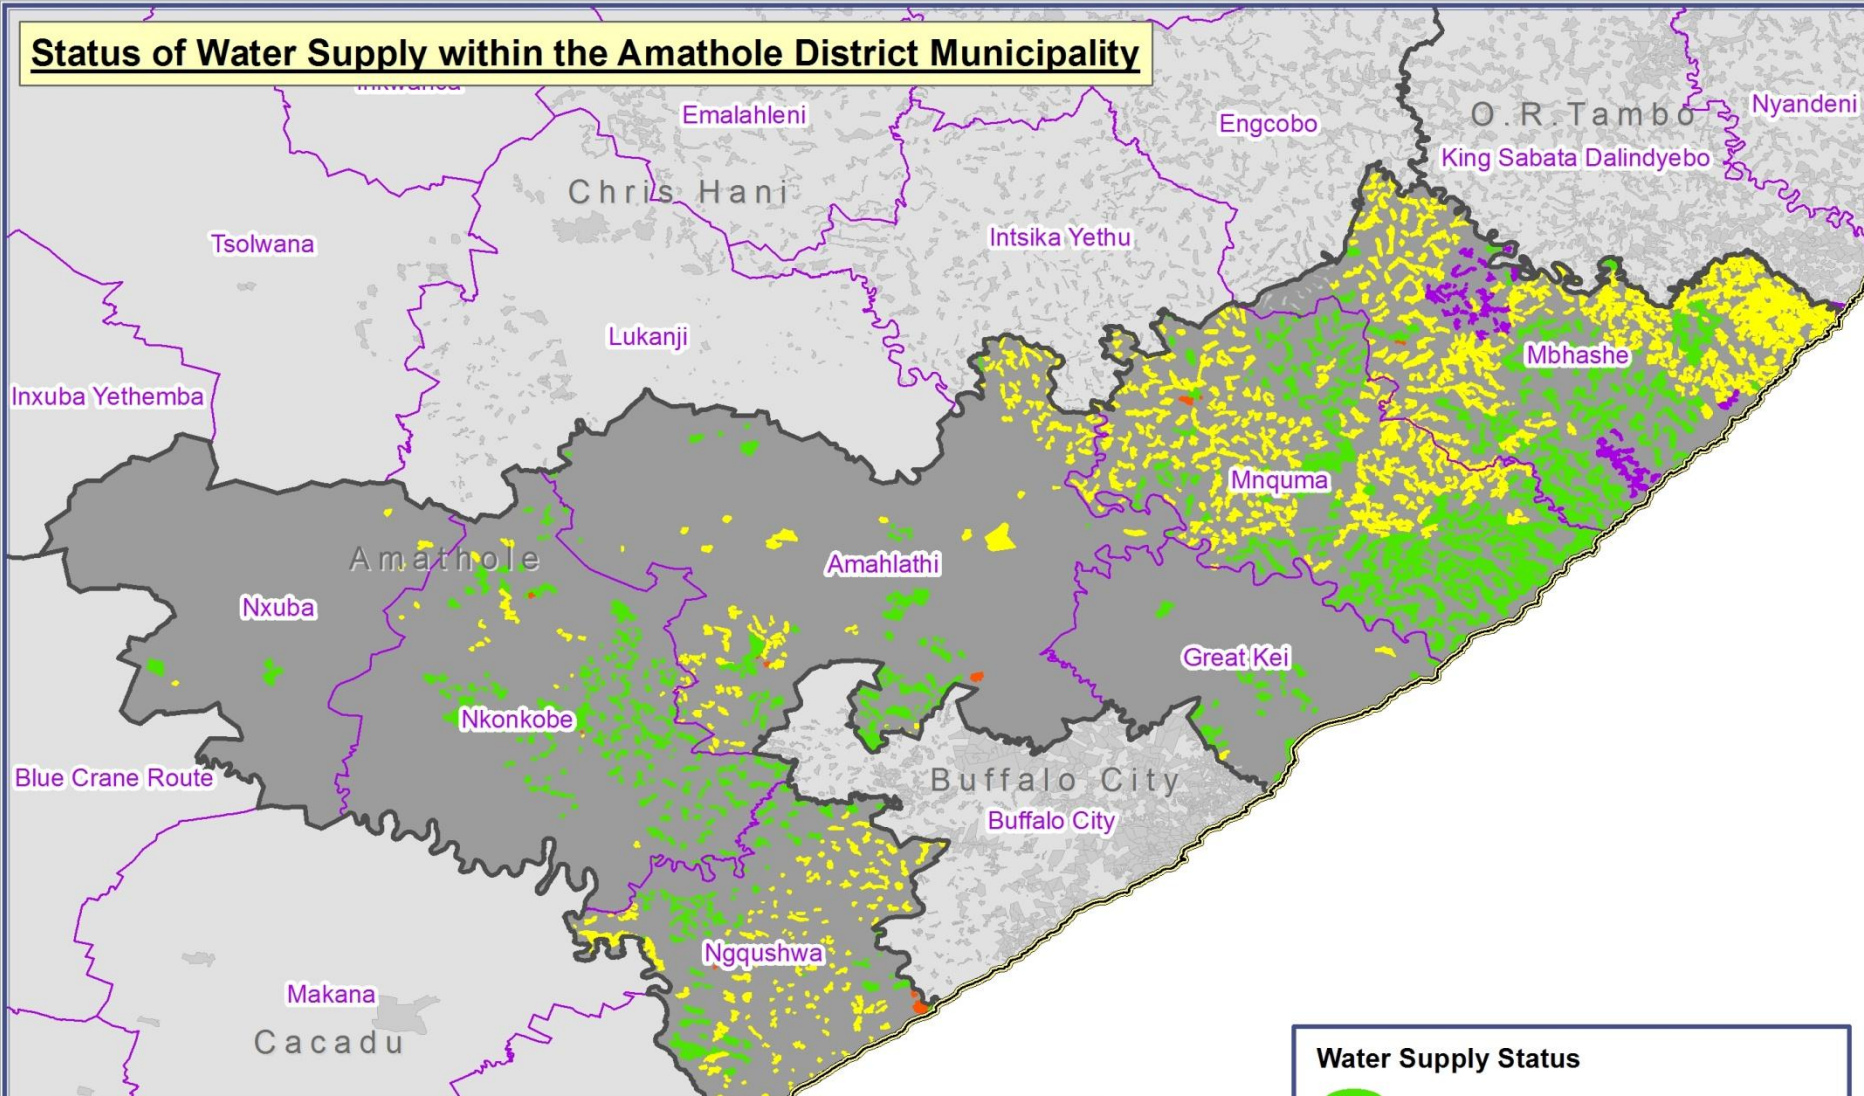 Status of Water Supply within the Amathole District Municipality
Emalahleni
Engcobo
O.R.Tambo
Nyandeni
King Sabata Dalindyebo
Chris Hani
Tsolwana
Intsika Yethu
Lukanji
Mbhashe
Inxuba Yethemba
Mnquma
Amathole
Amahlathi
Nxuba
Great Kei
Nkonkobe
Blue Crane Route
Buffalo City
Buffalo City
Ngqushwa
Makana
Cacadu
Water Supply Status